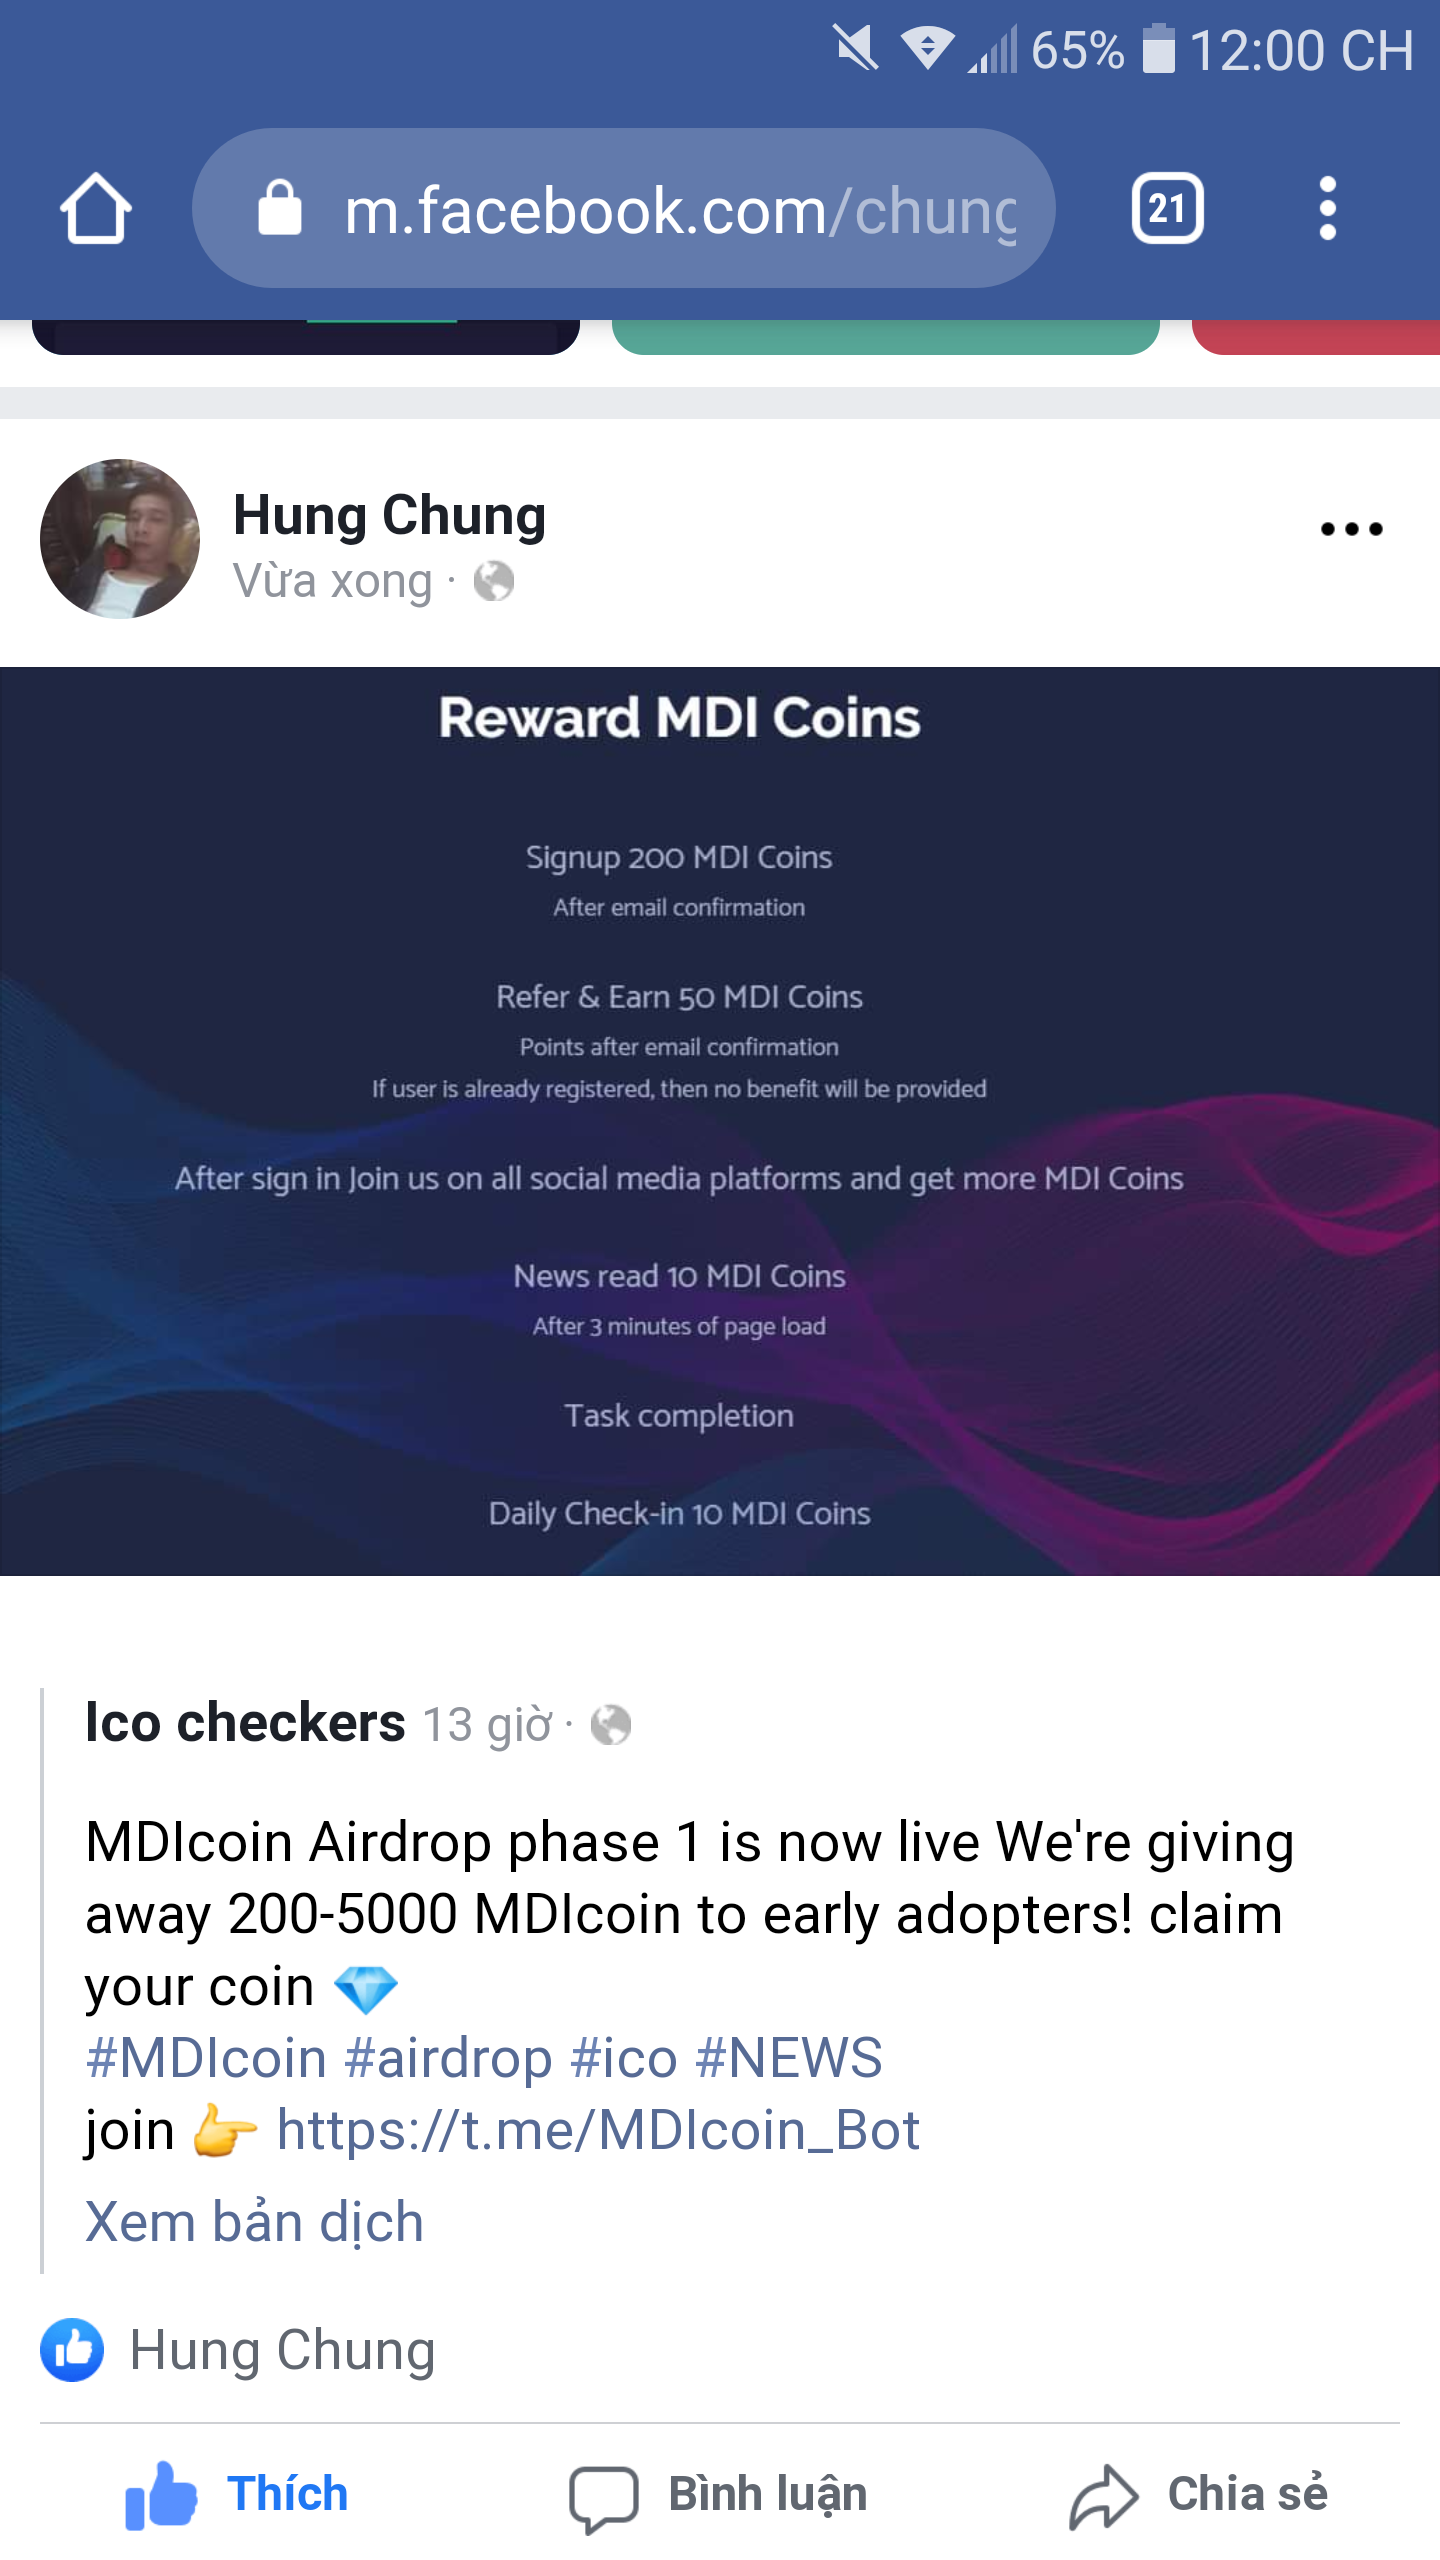 65% 12:00 CH
m.facebook.com/chung
21
Hung Chung
Vừa xong ·
Reward MDI Coins
Signup 200 MDI Coins
After email confirmation
Refer & Earn 50 MDI Coins
Points after email confirmation
If user is already registered, then no benefit will be provided
After sign in Join us on all social media platforms and get more MDI Coins
News read 10 MDI Coins
After 3 minutes of page load
Task completion
Daily Check-in 10 MDI Coins
Ico checkers 13 giờ ·
MDIcoin Airdrop phase 1 is now live We're giving
away 200-5000 MDIcoin to early adopters! claim
your coin 💎
#MDIcoin #airdrop #ico #NEWS
join 👉 https://t.me/MDIcoin_Bot
Xem bản dịch
Hung Chung
Thích Bình luận Chia sẻ